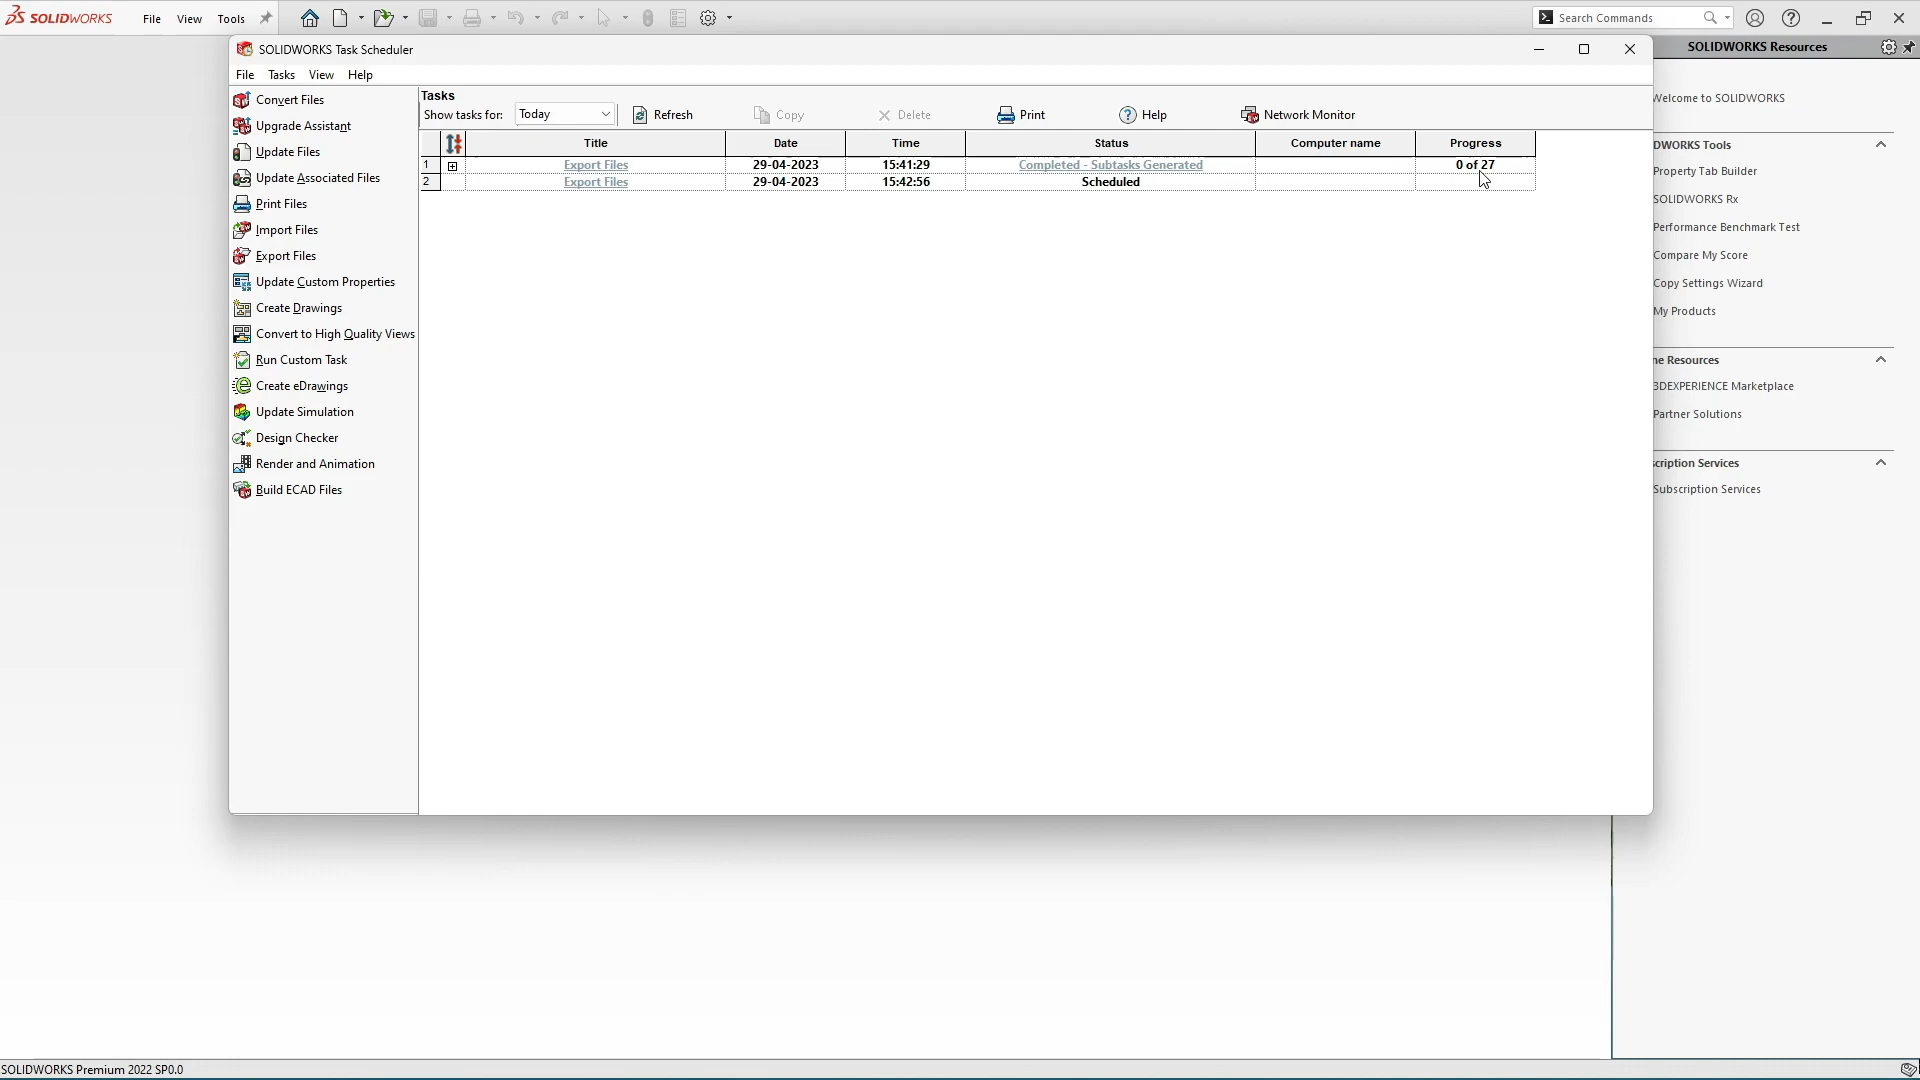 SOLIDWORKS File View Tools Search Commands
SOLIDWORKS Task Scheduler
SOLIDWORKS Resources
File Tasks View Help
Tasks
Show tasks for: Today Refresh Copy Delete Print Help Network Monitor
Title Date Time Status Computer name Progress
1 Export Files 29-04-2023 15:41:29 Completed - Subtasks Generated 0 of 27
2 Export Files 29-04-2023 15:42:56 Scheduled
Convert Files
Upgrade Assistant
Update Files
Update Associated Files
Print Files
Import Files
Export Files
Update Custom Properties
Create Drawings
Convert to High Quality Views
Run Custom Task
Create eDrawings
Update Simulation
Design Checker
Render and Animation
Build ECAD Files
Welcome to SOLIDWORKS
DWORKS Tools
Property Tab Builder
SOLIDWORKS Rx
Performance Benchmark Test
Compare My Score
Copy Settings Wizard
My Products
ne Resources
3DEXPERIENCE Marketplace
Partner Solutions
scription Services
Subscription Services
SOLIDWORKS Premium 2022 SP0.0